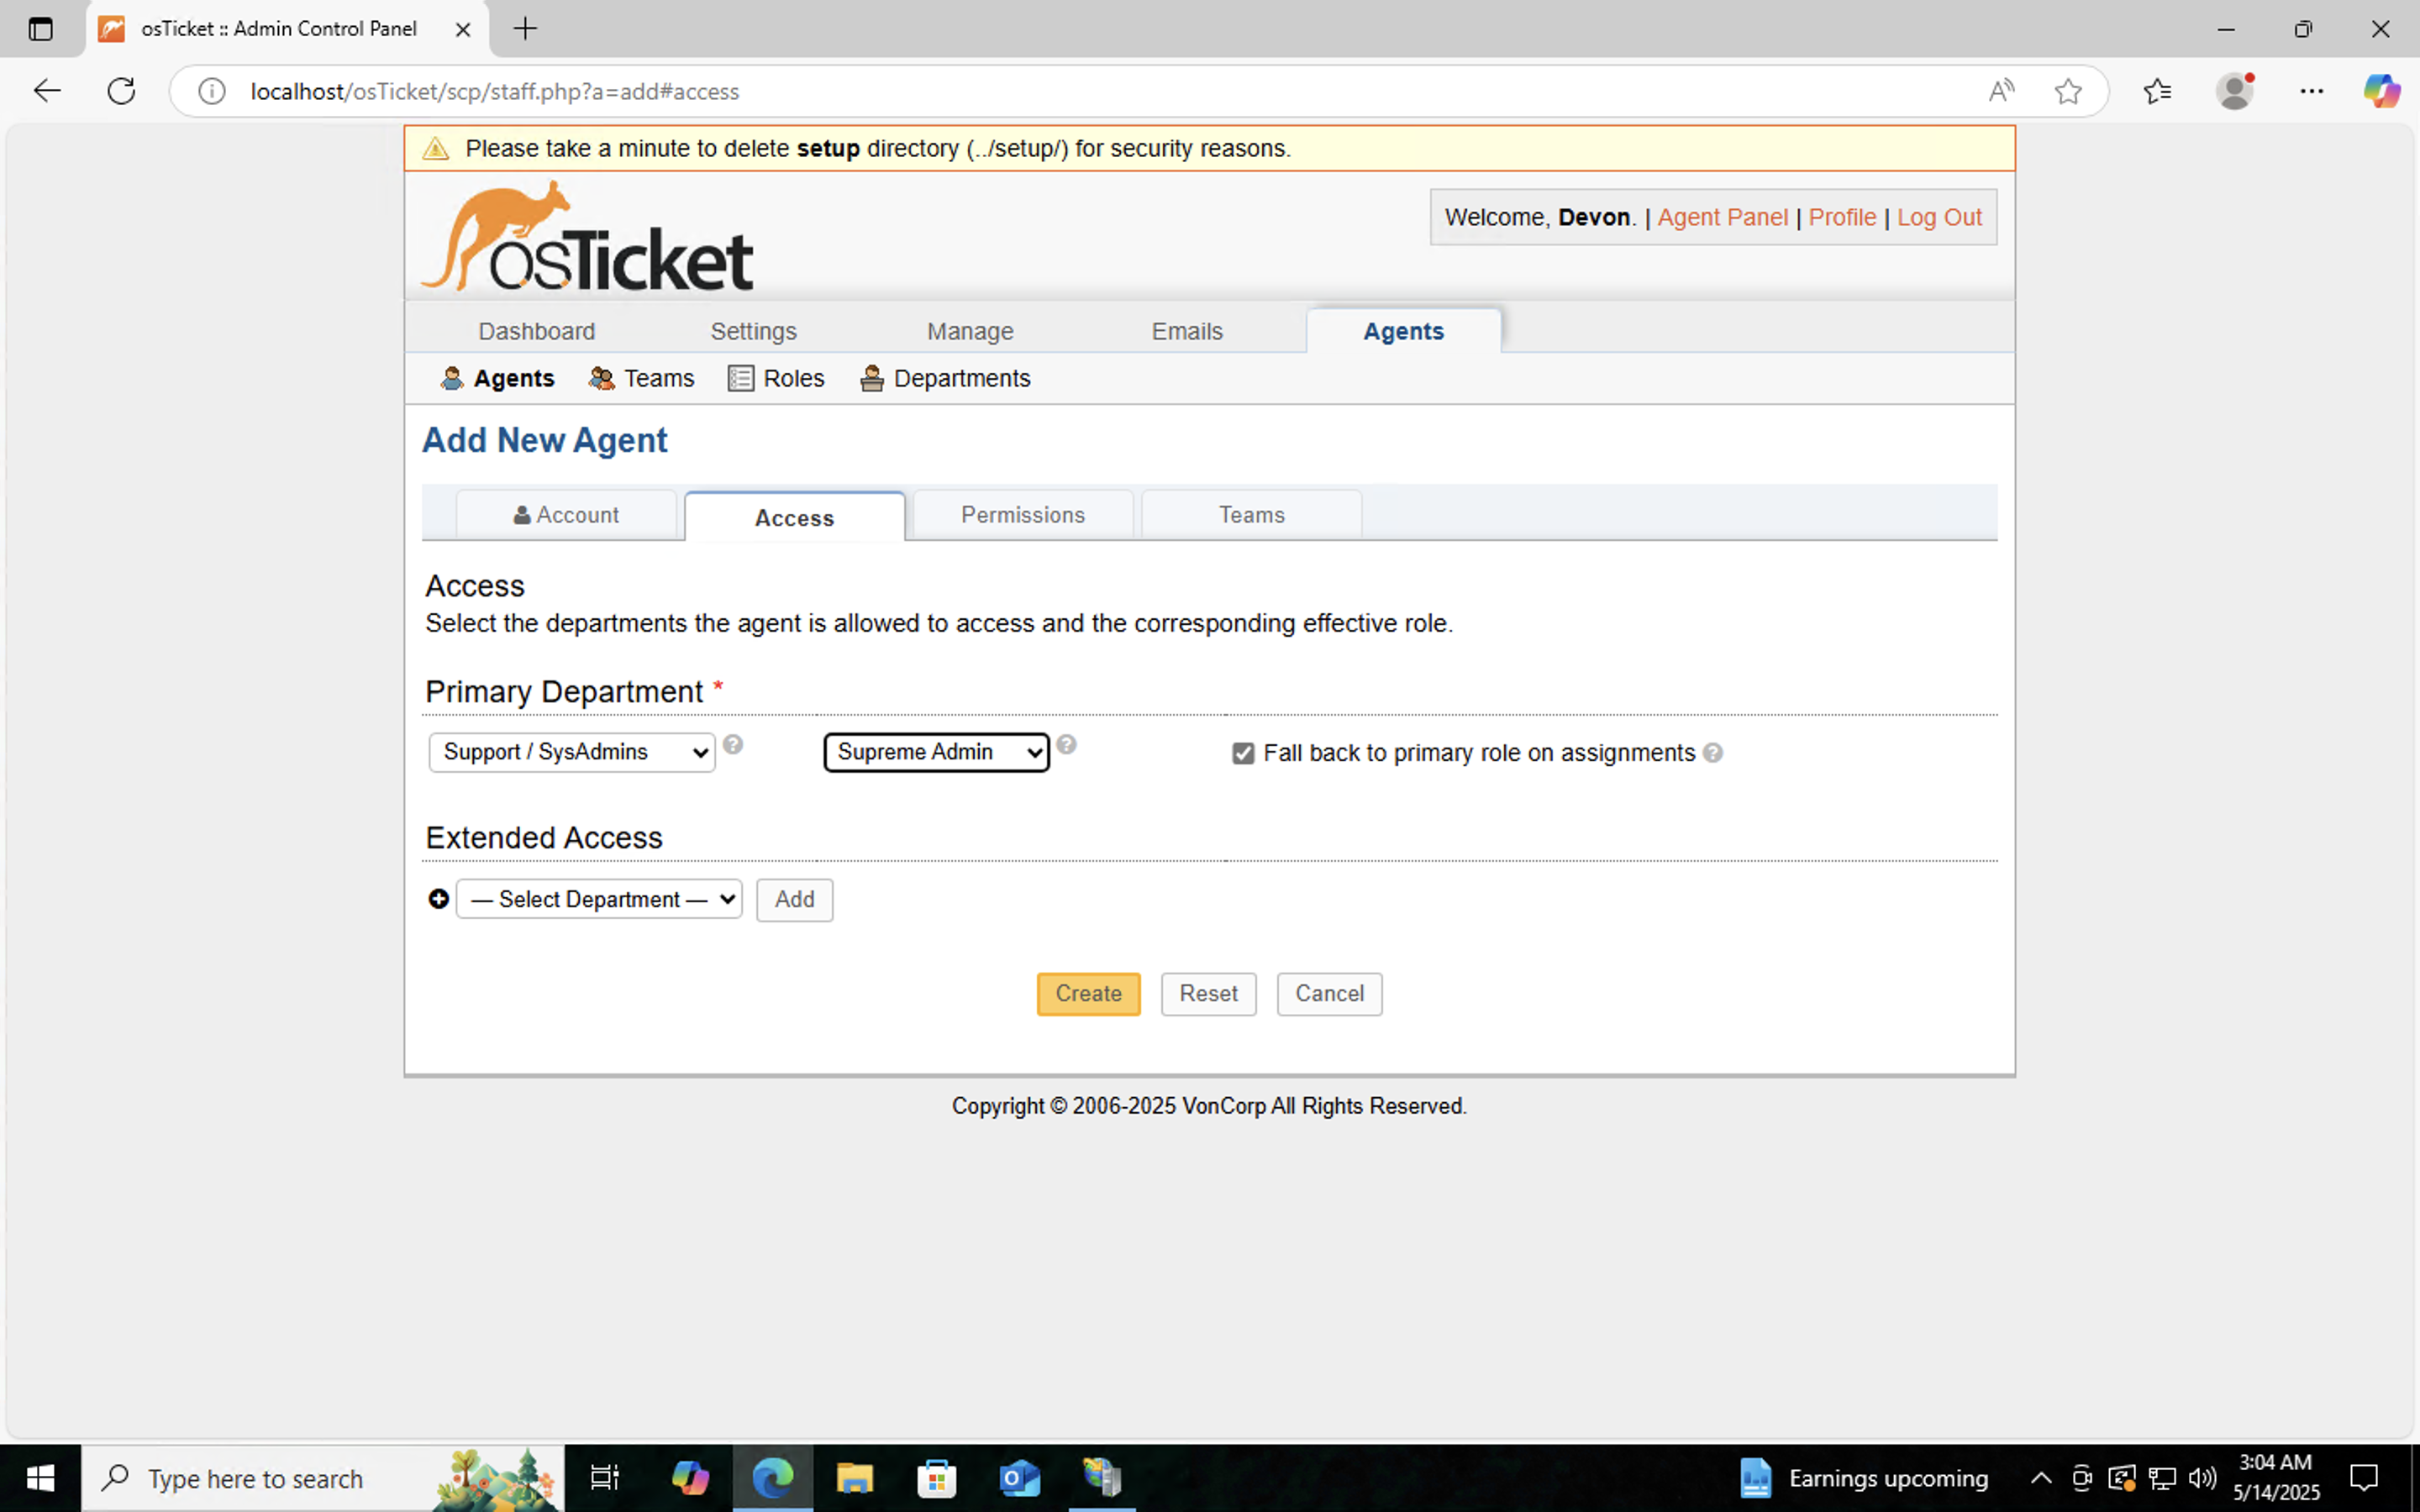 osTicket :: Admin Control Panel
localhost/osTicket/scp/staff.php?a=add#access
Please take a minute to delete setup directory (../setup/) for security reasons.
osTicket
Welcome, Devon. | Agent Panel | Profile | Log Out
Dashboard Settings Manage Emails Agents
Agents Teams Roles Departments
Add New Agent
Account Access Permissions Teams
Access
Select the departments the agent is allowed to access and the corresponding effective role.
Primary Department *
Support / SysAdmins ? Supreme Admin ? Fall back to primary role on assignments ?
Extended Access
— Select Department — Add
Create Reset Cancel
Copyright © 2006-2025 VonCorp All Rights Reserved.
Type here to search
Earnings upcoming
3:04 AM
5/14/2025